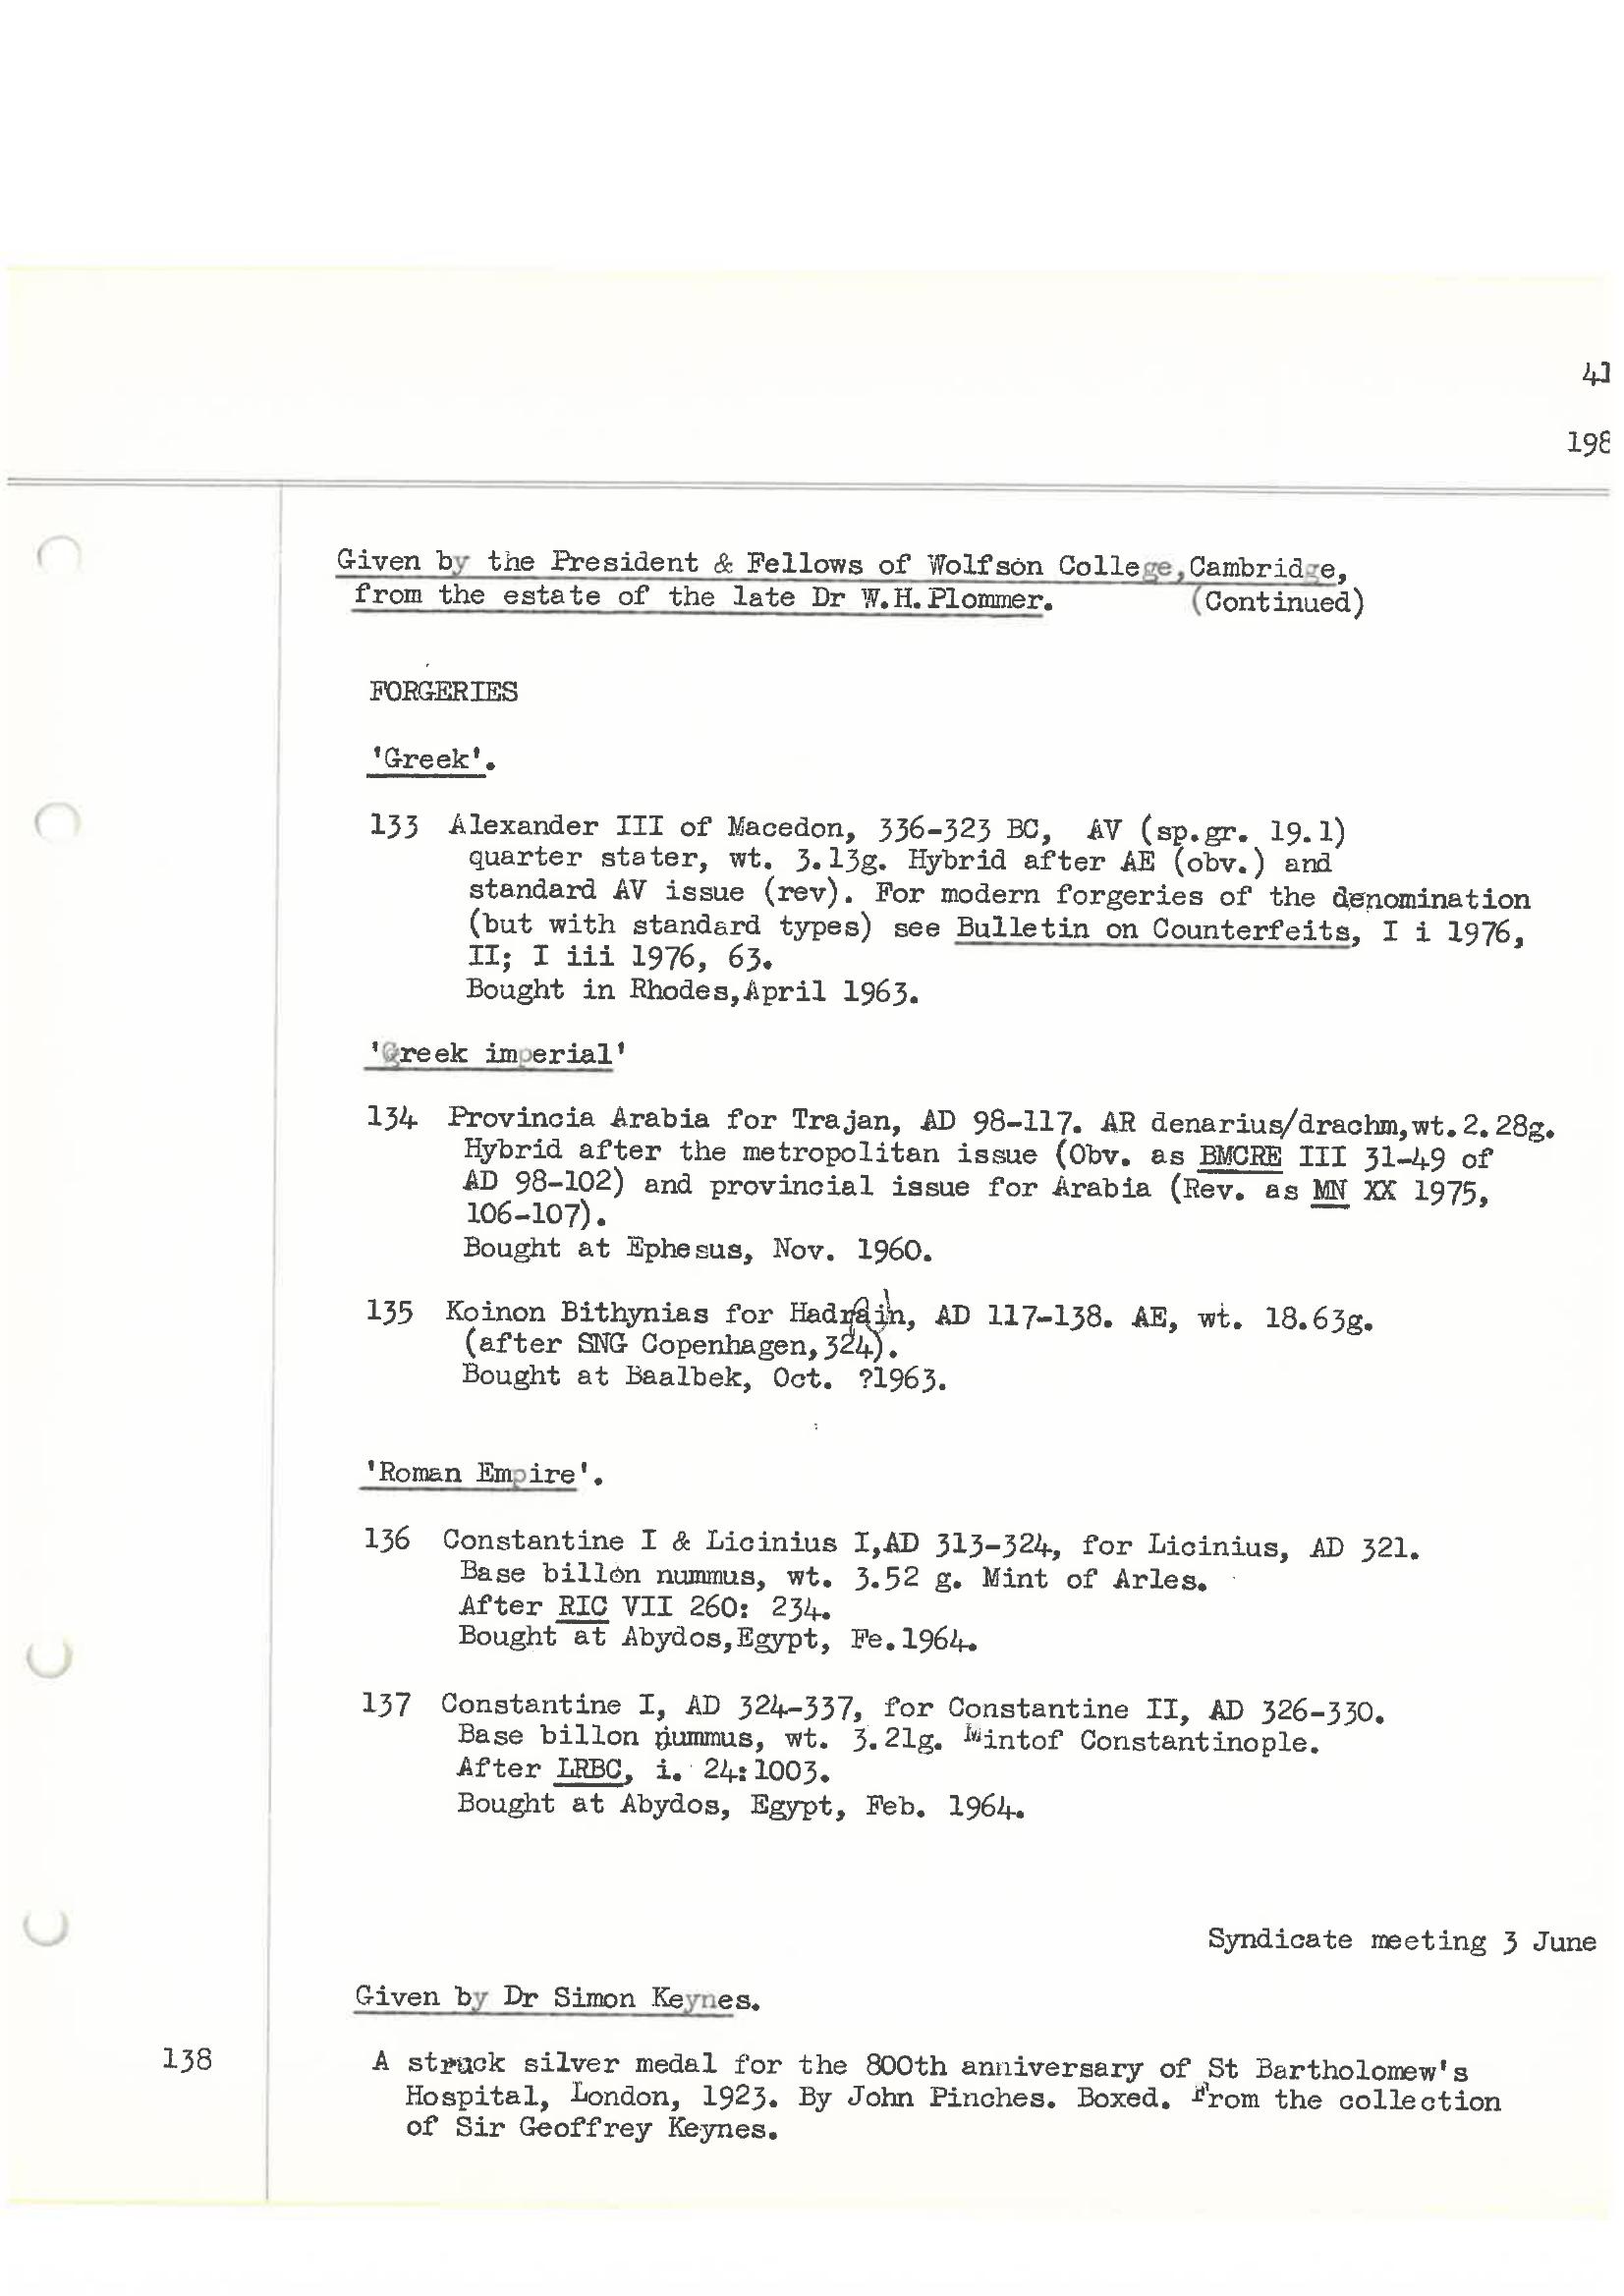 41
198
Given by the President & Fellows of Wolfson College,Cambridge,
from the estate of the late Dr W.H.Plommer. (Continued)
FORGERIES
'Greek'.
133 Alexander III of Macedon, 336-323 BC, AV (sp.gr. 19.1)
quarter stater, wt. 3.13g. Hybrid after AE (obv.) and
standard AV issue (rev). For modern forgeries of the denomination
(but with standard types) see Bulletin on Counterfeits, I i 1976,
II; I iii 1976, 63.
Bought in Rhodes,April 1963.
'Greek imperial'
134 Provincia Arabia for Trajan, AD 98-117. AR denarius/drachm,wt.2.28g.
Hybrid after the metropolitan issue (Obv. as BMCRE III 31-49 of
AD 98-102) and provincial issue for Arabia (Rev. as MN XX 1975,
106-107).
Bought at Ephesus, Nov. 1960.
135 Koinon Bithynias for Hadrain, AD 117-138. AE, wt. 18.63g.
(after SNG Copenhagen,324).
Bought at Baalbek, Oct. ?1963.
'Roman Empire'.
136 Constantine I & Licinius I,AD 313-324, for Licinius, AD 321.
Base billon nummus, wt. 3.52 g. Mint of Arles.
After RIC VII 260: 234.
Bought at Abydos,Egypt, Fe.1964.
137 Constantine I, AD 324-337, for Constantine II, AD 326-330.
Base billon nummus, wt. 3.21g. Mintof Constantinople.
After LRBC, i. 24:1003.
Bought at Abydos, Egypt, Feb. 1964.
Syndicate meeting 3 June
Given by Dr Simon Keynes.
138 A struck silver medal for the 800th anniversary of St Bartholomew's
Hospital, London, 1923. By John Pinches. Boxed. From the collection
of Sir Geoffrey Keynes.